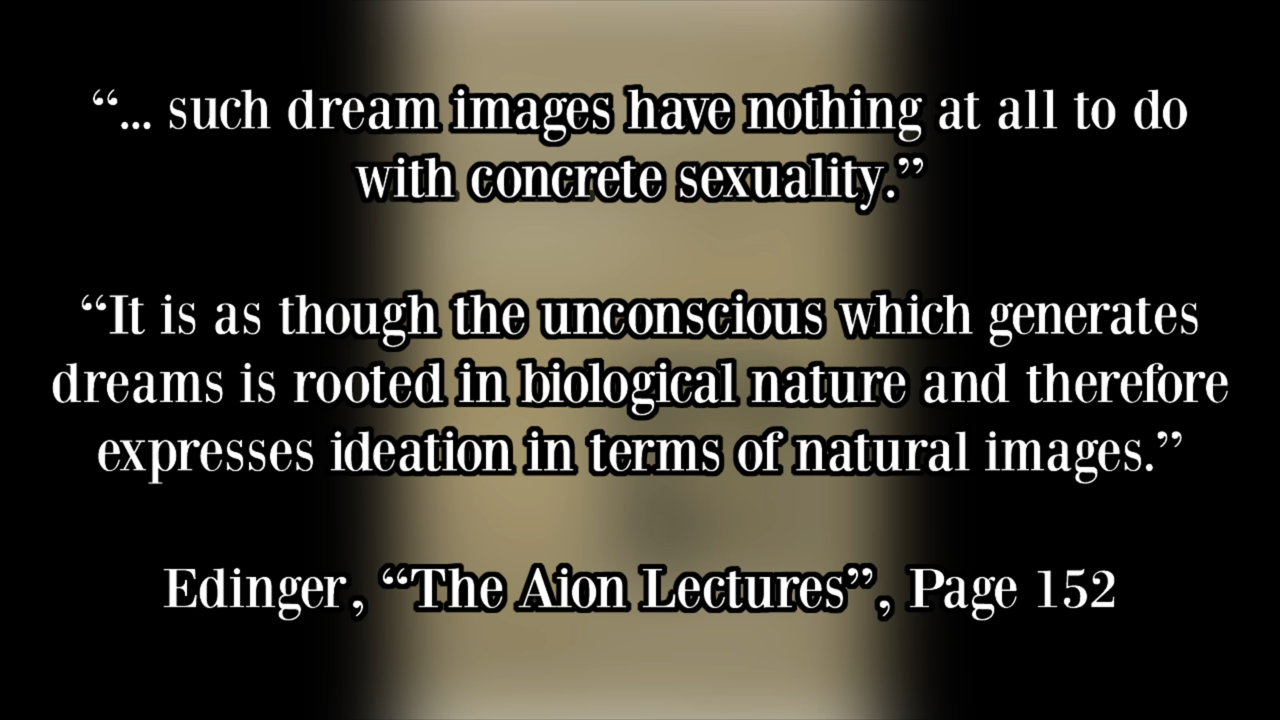 “... such dream images have nothing at all to do
with concrete sexuality.”
“It is as though the unconscious which generates
dreams is rooted in biological nature and therefore
expresses ideation in terms of natural images.”
Edinger, “The Aion Lectures”, Page 152